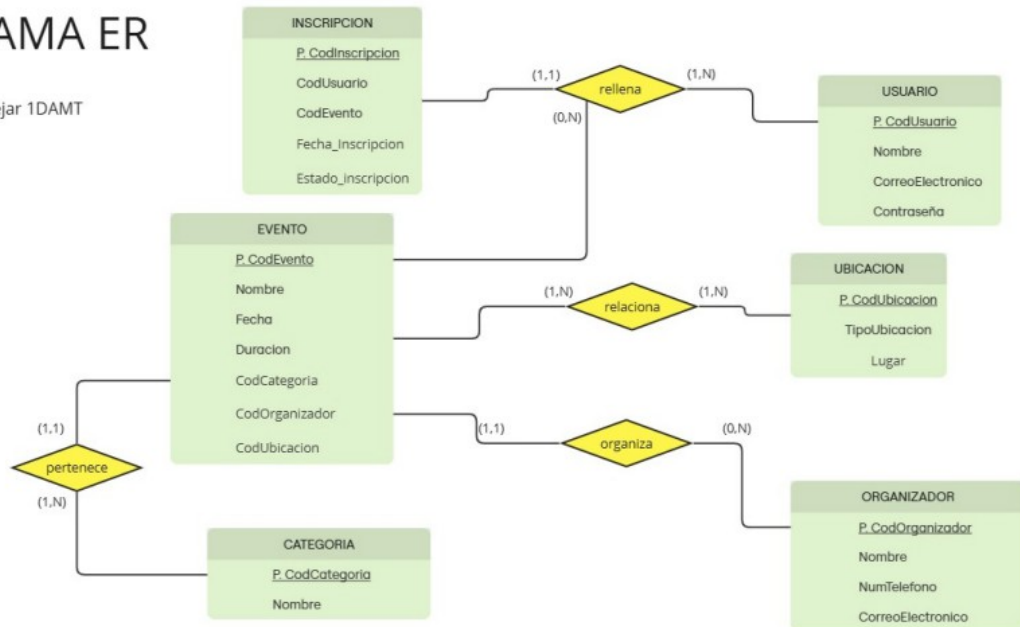 AMA ER
ejar 1DAMT
INSCRIPCION
P. CodInscripcion
CodUsuario
CodEvento
Fecha_Inscripcion
Estado_inscripcion
(1,1)
rellena
(1,N)
(0,N)
USUARIO
P. CodUsuario
Nombre
CorreoElectronico
Contraseña
EVENTO
P. CodEvento
Nombre
Fecha
Duracion
CodCategoria
CodOrganizador
CodUbicacion
(1,N)
relaciona
(1,N)
UBICACION
P. CodUbicacion
TipoUbicacion
Lugar
(1,1)
organiza
(0,N)
(1,1)
pertenece
(1,N)
ORGANIZADOR
P. CodOrganizador
Nombre
NumTelefono
CorreoElectronico
CATEGORIA
P. CodCategoria
Nombre